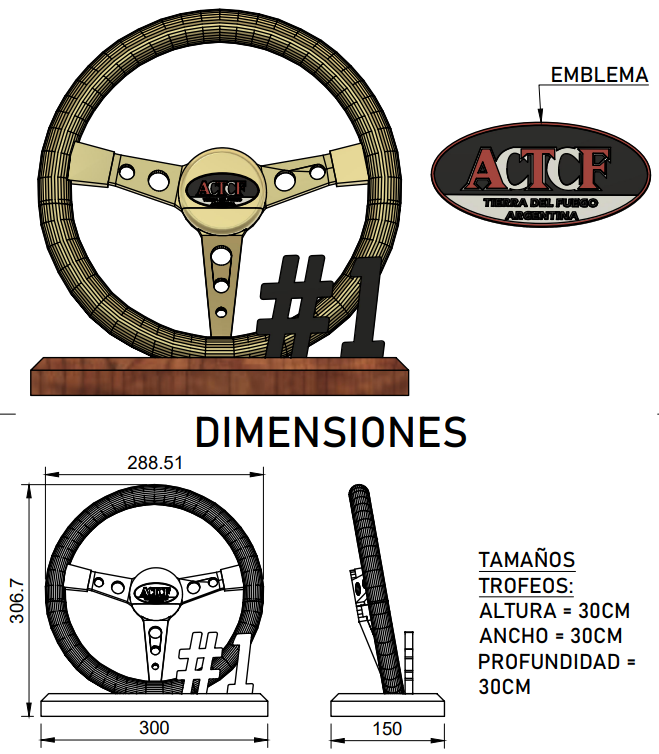 EMBLEMA
ACTCF
TIERRA DEL FUEGO
ARGENTINA
ACTCF
#1
DIMENSIONES
288.51
306.7
ACTCF
#1
300
150
TAMAÑOS
TROFEOS:
ALTURA = 30CM
ANCHO = 30CM
PROFUNDIDAD =
30CM